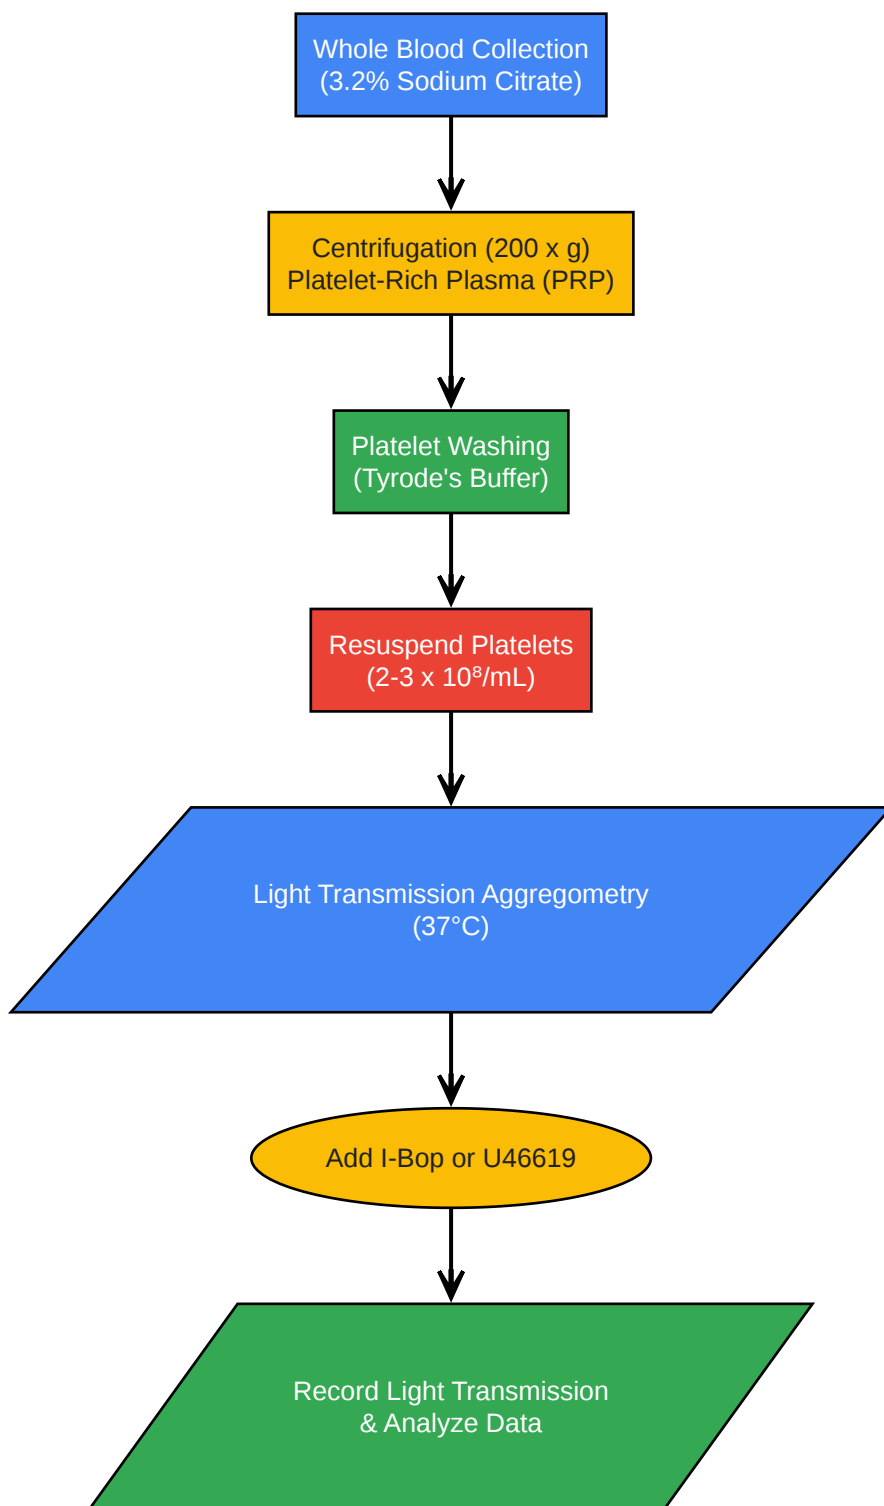 Whole Blood Collection
(3.2% Sodium Citrate)
Centrifugation (200 x g)
Platelet-Rich Plasma (PRP)
Platelet Washing
(Tyrode's Buffer)
Resuspend Platelets
(2-3 x 10⁸/mL)
Light Transmission Aggregometry
(37°C)
Add I-Bop or U46619
Record Light Transmission
& Analyze Data